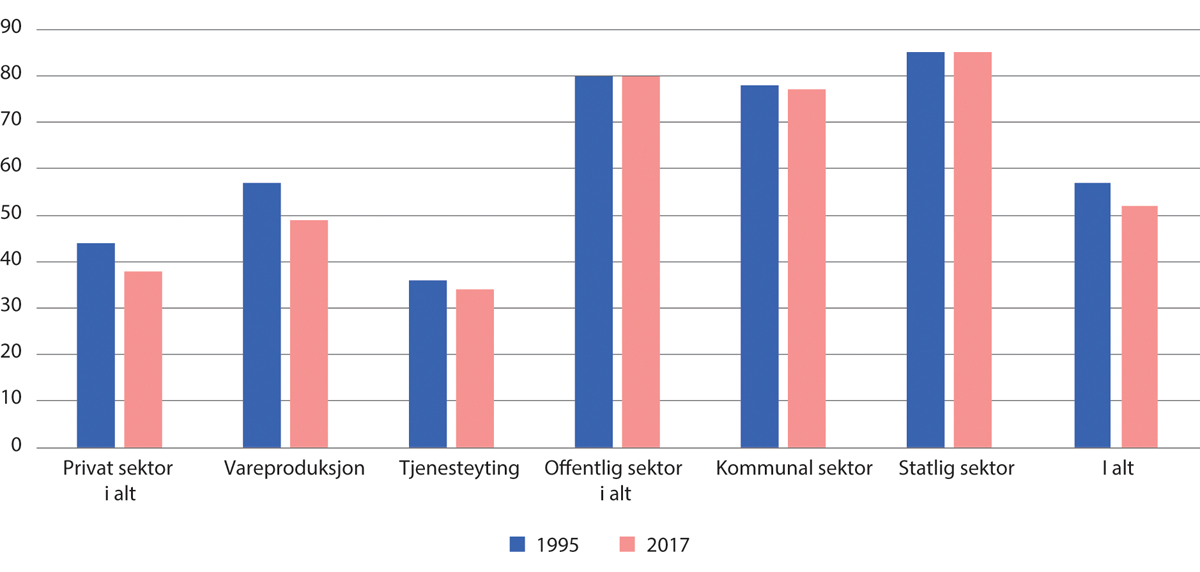 90
80
70
60
50
40
30
20
10
0
Privat sektor
i alt
Vareproduksjon
Tjenesteyting
Offentlig sektor
i alt
Kommunal sektor
Statlig sektor
I alt
1995
2017